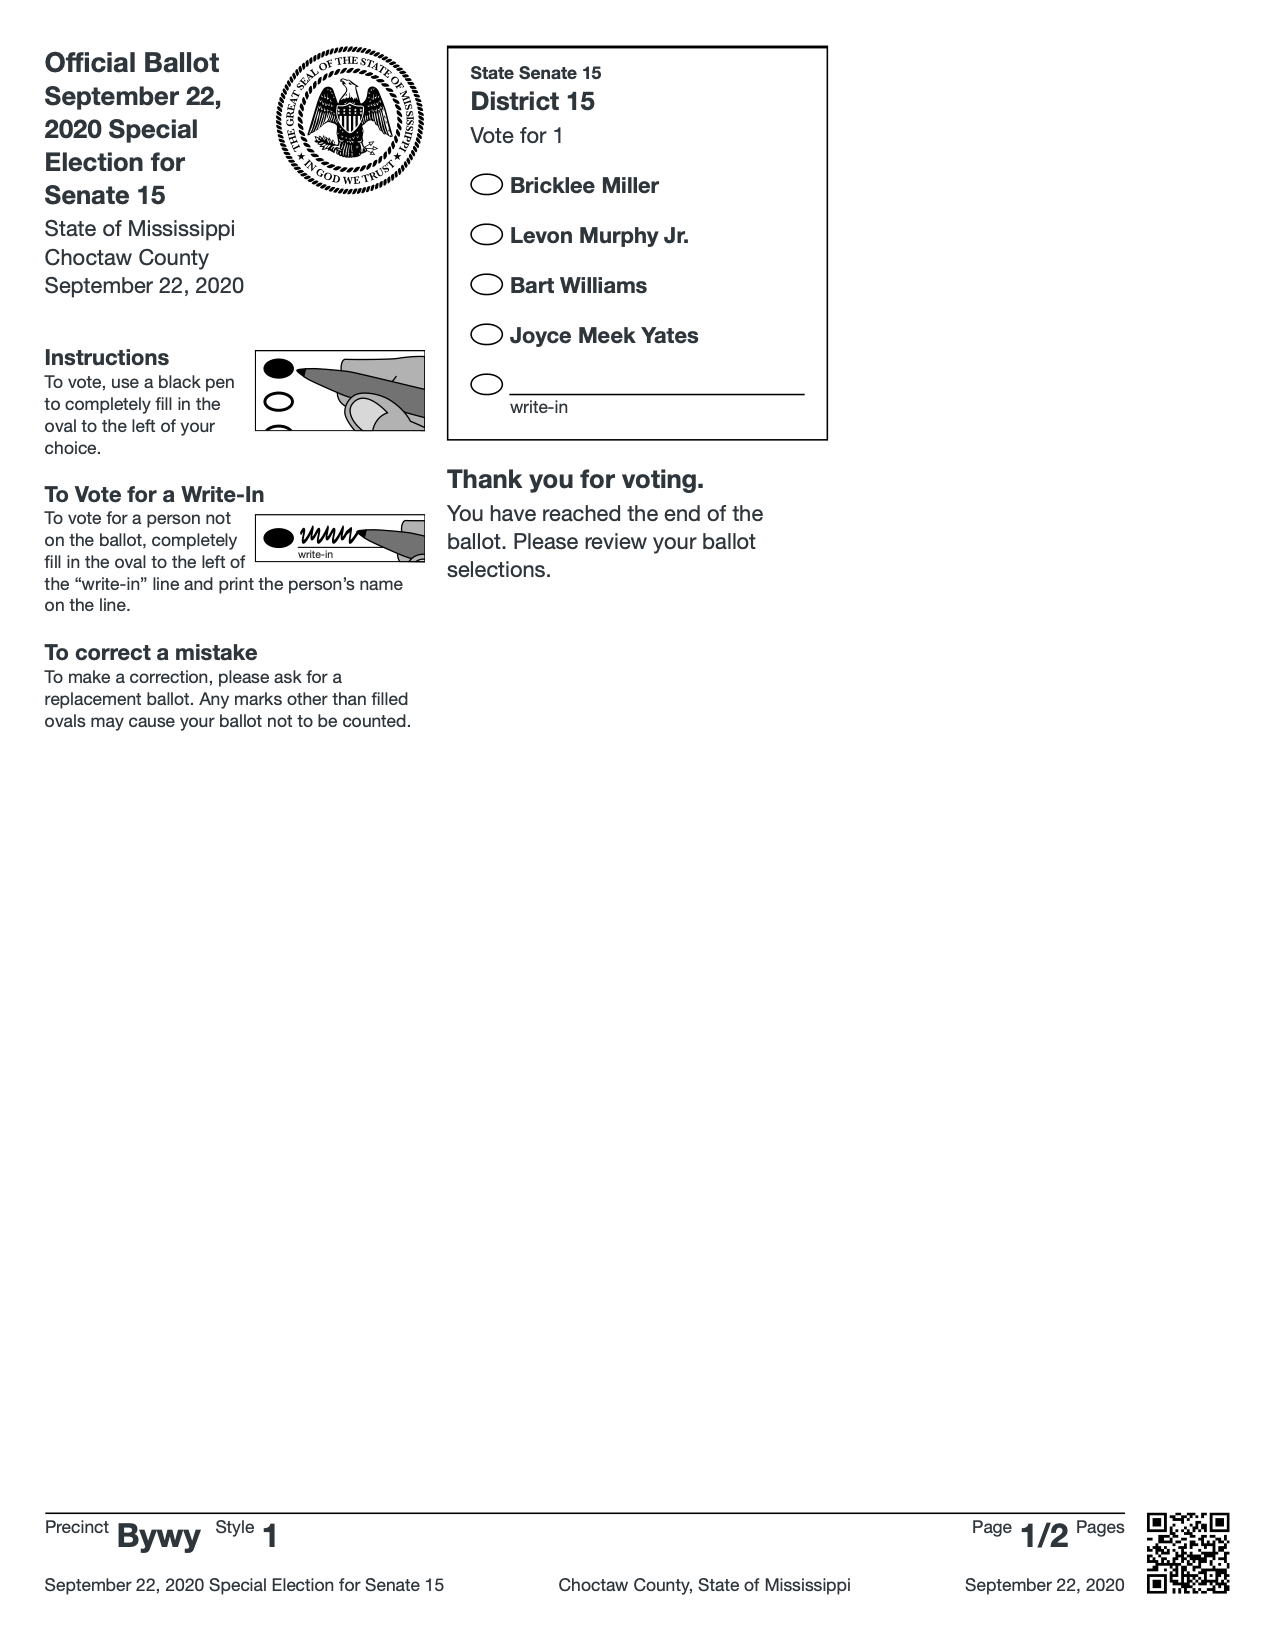 Official Ballot
September 22,
2020 Special
Election for
Senate 15
State of Mississippi
Choctaw County
September 22, 2020
THE GREAT SEAL OF THE STATE OF MISSISSIPPI
IN GOD WE TRUST
Instructions
To vote, use a black pen
to completely fill in the
oval to the left of your
choice.
To Vote for a Write-In
To vote for a person not
on the ballot, completely
fill in the oval to the left of
the “write-in” line and print the person’s name
on the line.
write-in
To correct a mistake
To make a correction, please ask for a
replacement ballot. Any marks other than filled
ovals may cause your ballot not to be counted.
State Senate 15
District 15
Vote for 1
Bricklee Miller
Levon Murphy Jr.
Bart Williams
Joyce Meek Yates
write-in
Thank you for voting.
You have reached the end of the
ballot. Please review your ballot
selections.
Precinct Bywy Style 1
Page 1/2 Pages
September 22, 2020 Special Election for Senate 15
Choctaw County, State of Mississippi
September 22, 2020